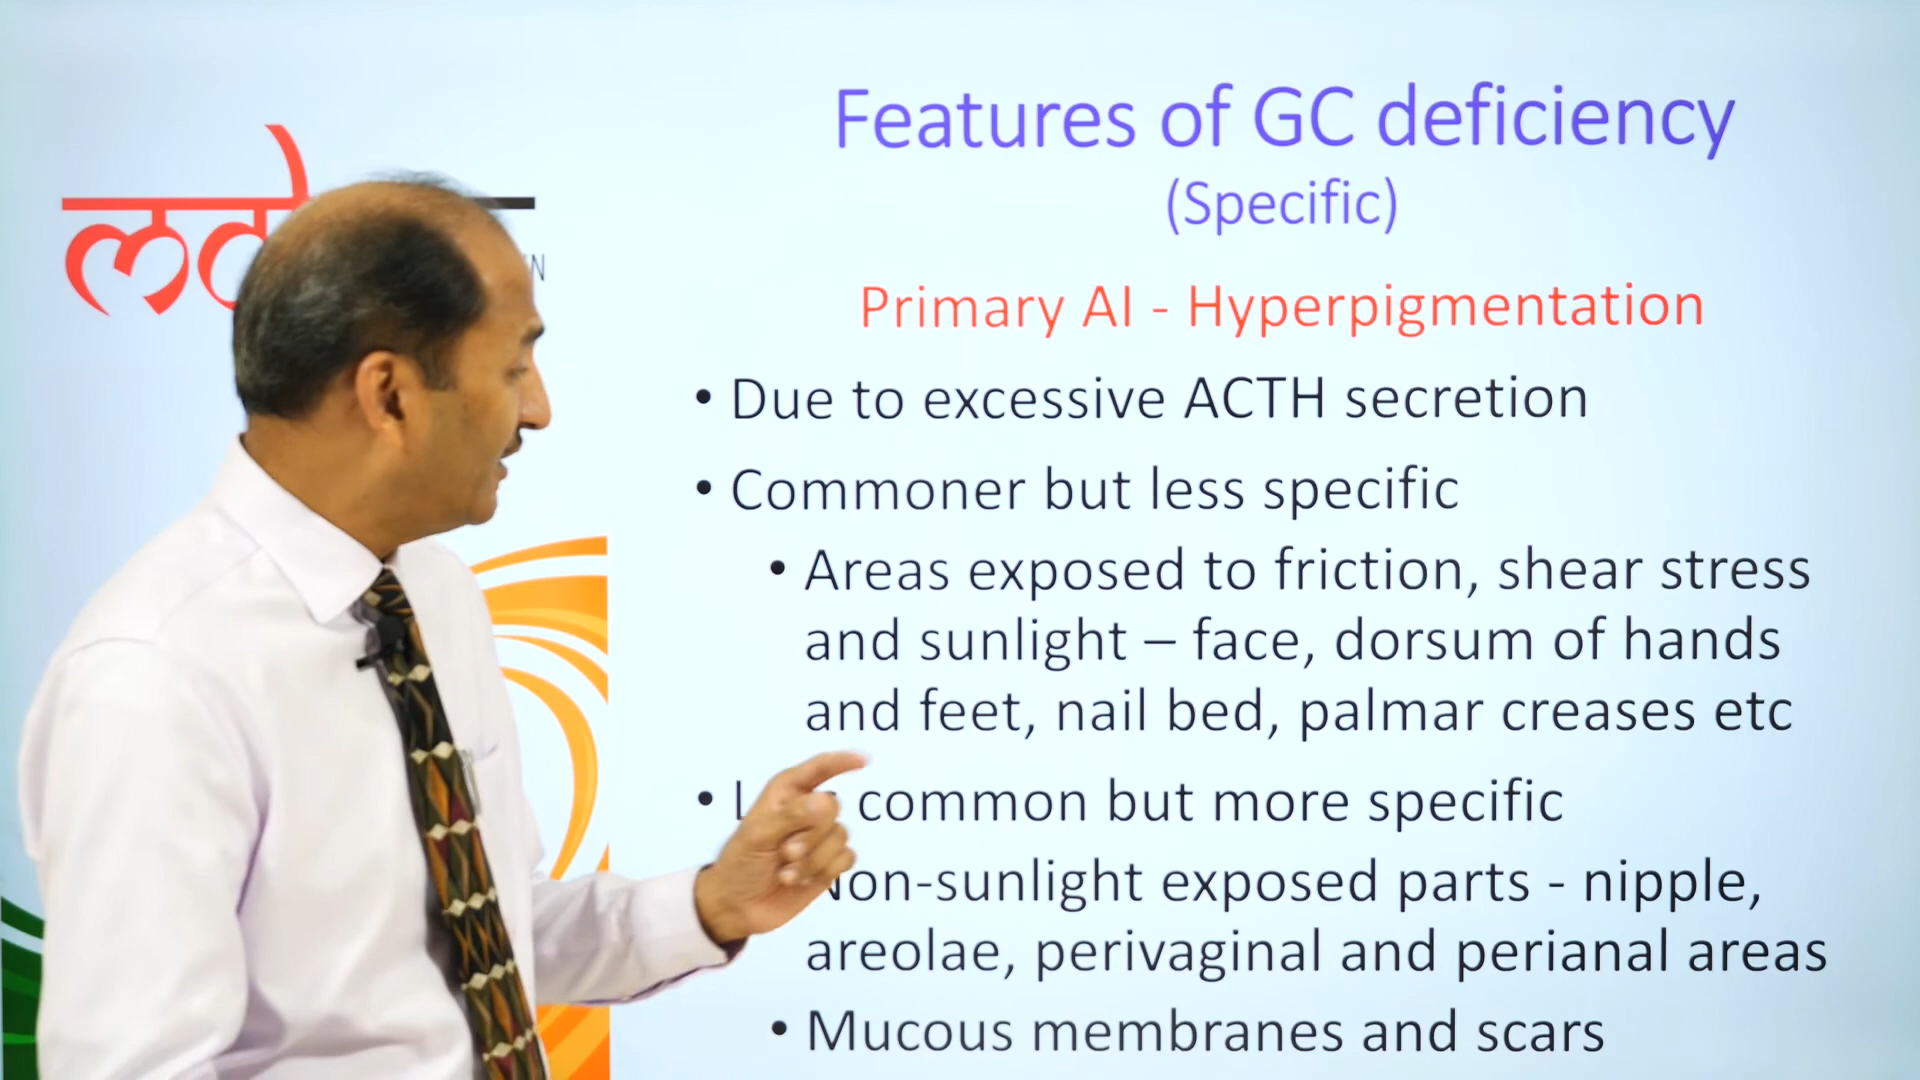 Features of GC deficiency
(Specific)
Primary AI - Hyperpigmentation
• Due to excessive ACTH secretion
• Commoner but less specific
• Areas exposed to friction, shear stress
and sunlight – face, dorsum of hands
and feet, nail bed, palmar creases etc
• common but more specific
Non-sunlight exposed parts - nipple,
areolae, perivaginal and perianal areas
• Mucous membranes and scars